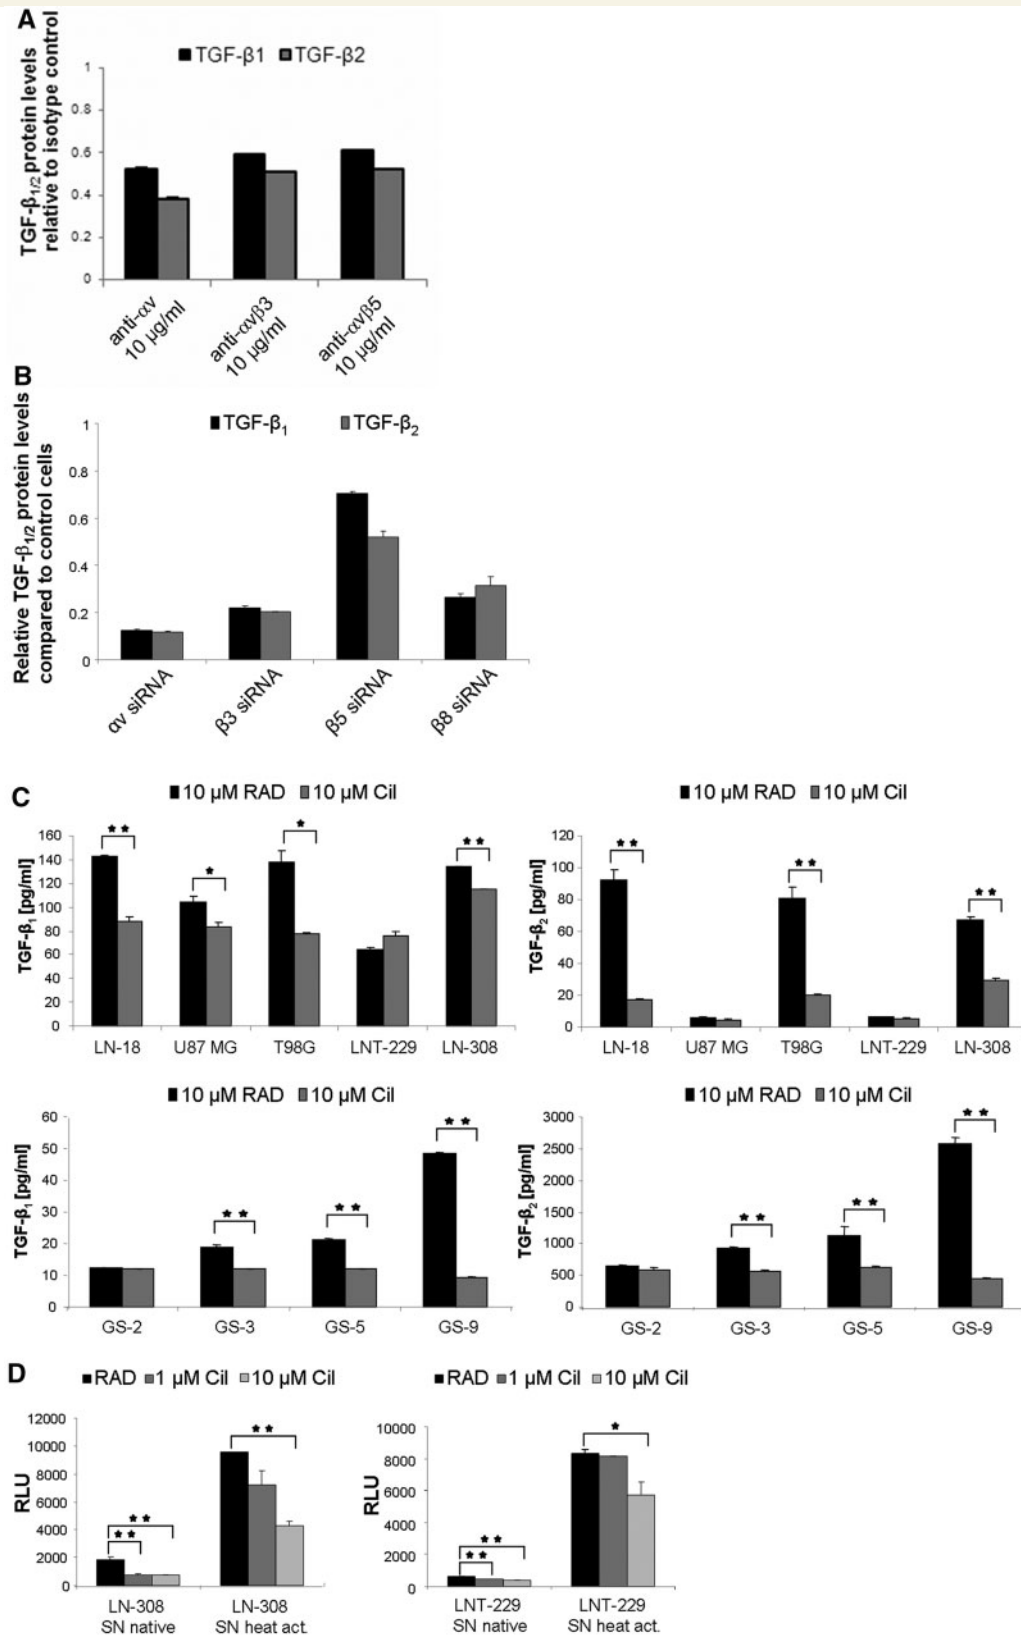 A
TGF-β1 TGF-β2
TGF-β1/2 protein levels
relative to isotype control
1
0.8
0.6
0.4
0.2
0
anti-αv
10 µg/ml
anti-αvβ3
10 µg/ml
anti-αvβ5
10 µg/ml
B
TGF-β1 TGF-β2
Relative TGF-β1/2 protein levels
compared to control cells
1
0.8
0.6
0.4
0.2
0
αv siRNA
β3 siRNA
β5 siRNA
β8 siRNA
C
10 µM RAD 10 µM Cil
TGF-β1 [pg/ml]
160
140
120
100
80
60
40
20
0
★★
★
★
★★
LN-18 U87 MG T98G LNT-229 LN-308
10 µM RAD 10 µM Cil
TGF-β2 [pg/ml]
120
100
80
60
40
20
0
★★
★★
★★
LN-18 U87 MG T98G LNT-229 LN-308
10 µM RAD 10 µM Cil
TGF-β1 [pg/ml]
60
50
40
30
20
10
0
★★
★★
★★
GS-2 GS-3 GS-5 GS-9
10 µM RAD 10 µM Cil
TGF-β2 [pg/ml]
3000
2500
2000
1500
1000
500
0
★★
★★
★★
GS-2 GS-3 GS-5 GS-9
D
RAD 1 µM Cil 10 µM Cil
RLU
12000
10000
8000
6000
4000
2000
0
★★
★★
★★
LN-308 LN-308
SN native SN heat act.
RAD 1 µM Cil 10 µM Cil
RLU
10000
8000
6000
4000
2000
0
★
★★
★★
LNT-229 LNT-229
SN native SN heat act.